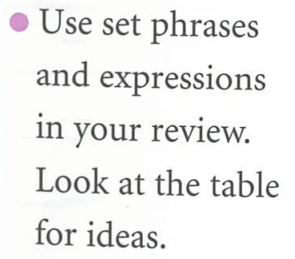 Use set phrases
and expressions
in your review.
Look at the table
for ideas.